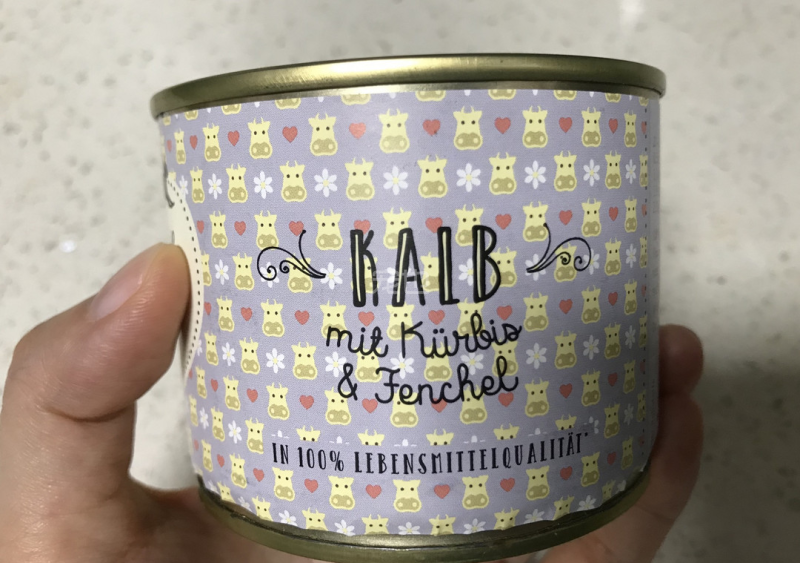 KALB
mit Kürbis
& Fenchel
IN 100% LEBENSMITTELQUALITÄT*